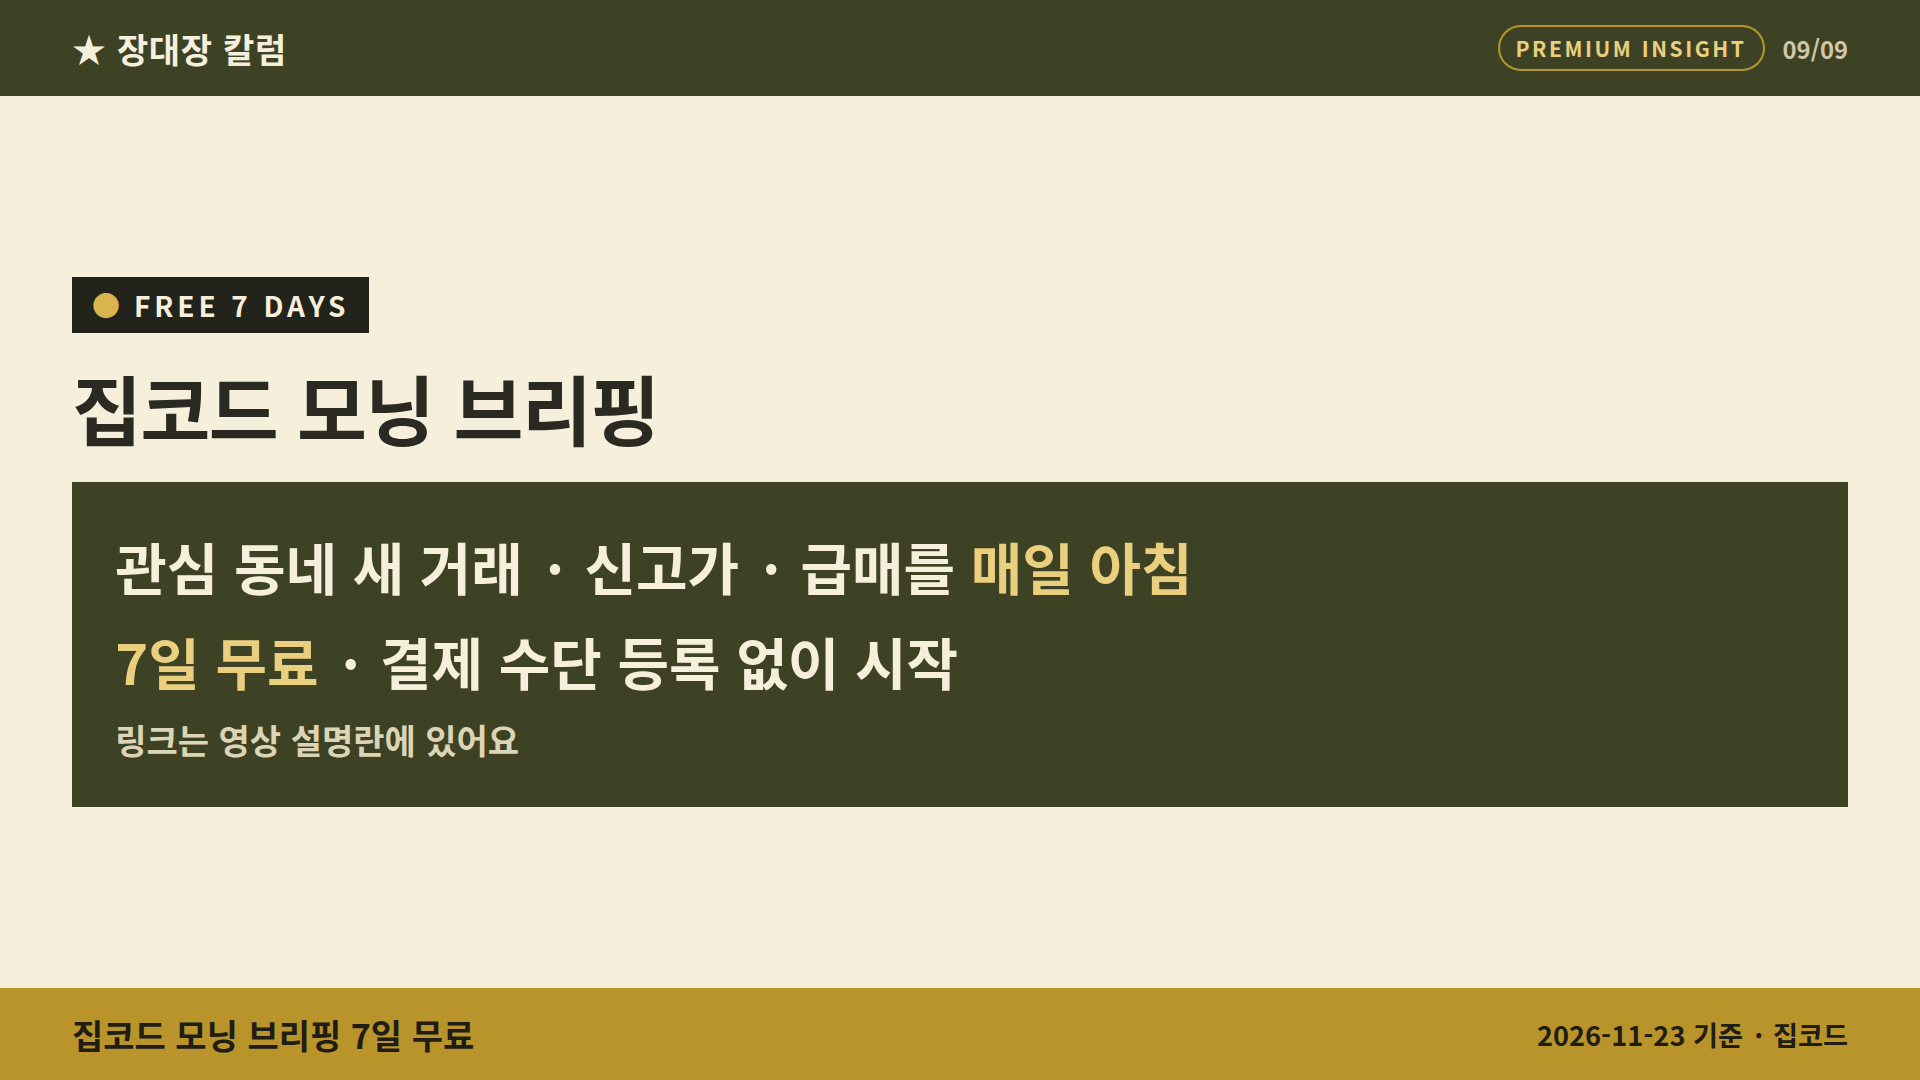 ★ 장대장 칼럼
PREMIUM INSIGHT
09/09
FREE 7 DAYS
집코드 모닝 브리핑
관심 동네 새 거래 · 신고가 · 급매를 매일 아침
7일 무료 · 결제 수단 등록 없이 시작
링크는 영상 설명란에 있어요
집코드 모닝 브리핑 7일 무료
2026-11-23 기준 · 집코드